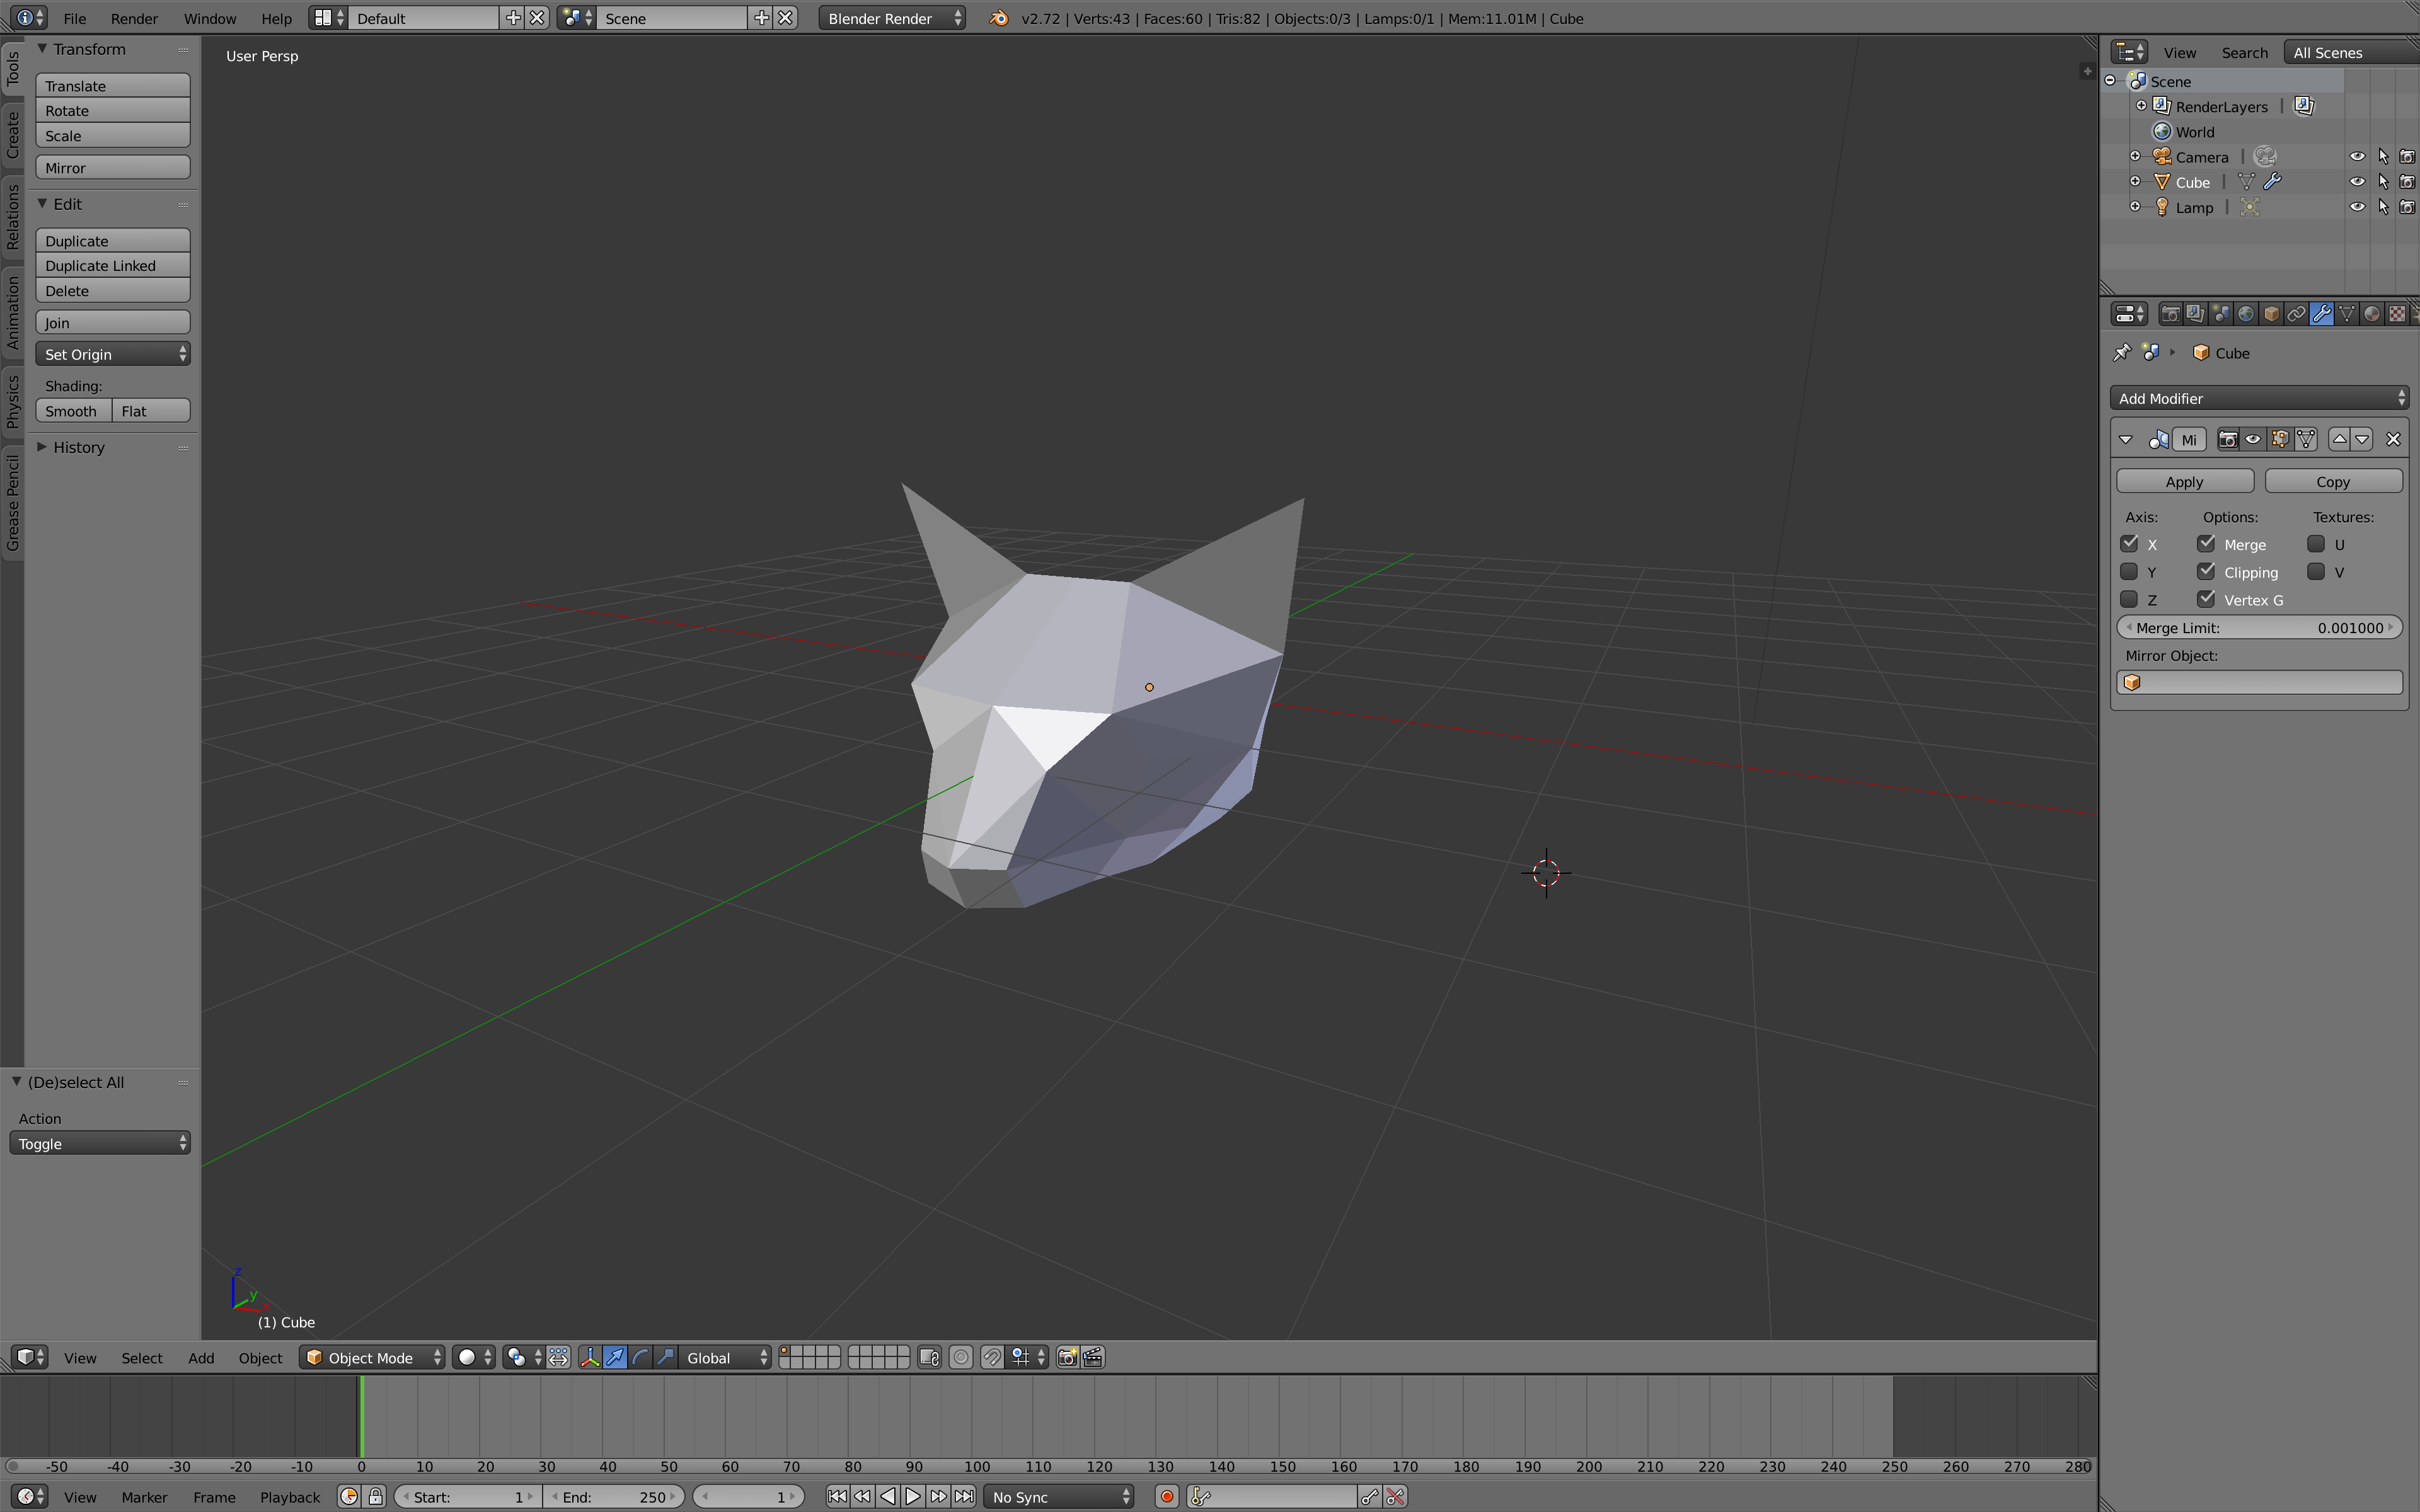 File Render Window Help Default Scene Blender Render v2.72 | Verts:43 | Faces:60 | Tris:82 | Objects:0/3 | Lamps:0/1 | Mem:11.01M | Cube
Tools
Create
Relations
Animation
Physics
Grease Pencil
Transform
Translate
Rotate
Scale
Mirror
Edit
Duplicate
Duplicate Linked
Delete
Join
Set Origin
Shading:
Smooth Flat
History
(De)select All
Action
Toggle
User Persp
z
y
x
(1) Cube
View Search All Scenes
Scene
RenderLayers |
World
Camera |
Cube |
Lamp |
Cube
Add Modifier
Mi
Apply Copy
Axis: Options: Textures:
X Merge U
Y Clipping V
Z Vertex G
Merge Limit: 0.001000
Mirror Object:
View Select Add Object Object Mode Global
-50 -40 -30 -20 -10 0 10 20 30 40 50 60 70 80 90 100 110 120 130 140 150 160 170 180 190 200 210 220 230 240 250 260 270 280
View Marker Frame Playback Start: 1 End: 250 1 No Sync